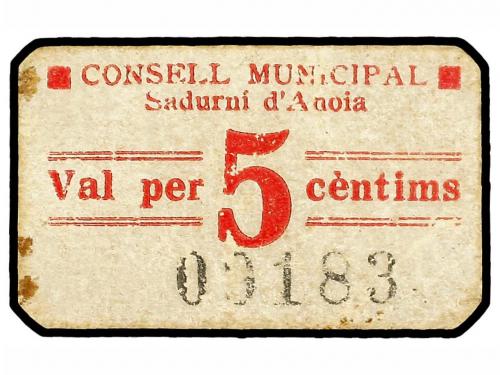 CONSELL MUNICIPAL
Sadurní d'Anoia
Val per 5 cèntims
00183